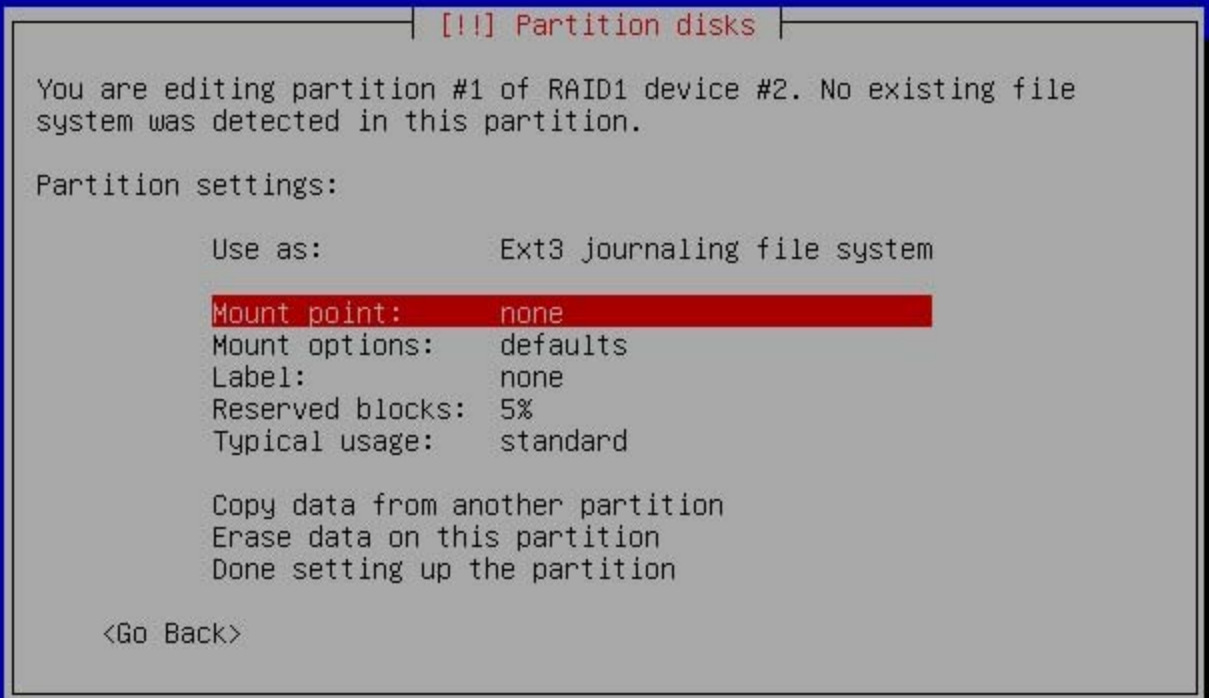 [!!] Partition disks
You are editing partition #1 of RAID1 device #2. No existing file
system was detected in this partition.
Partition settings:
Use as: Ext3 journaling file system
Mount point: none
Mount options: defaults
Label: none
Reserved blocks: 5%
Typical usage: standard
Copy data from another partition
Erase data on this partition
Done setting up the partition
<Go Back>